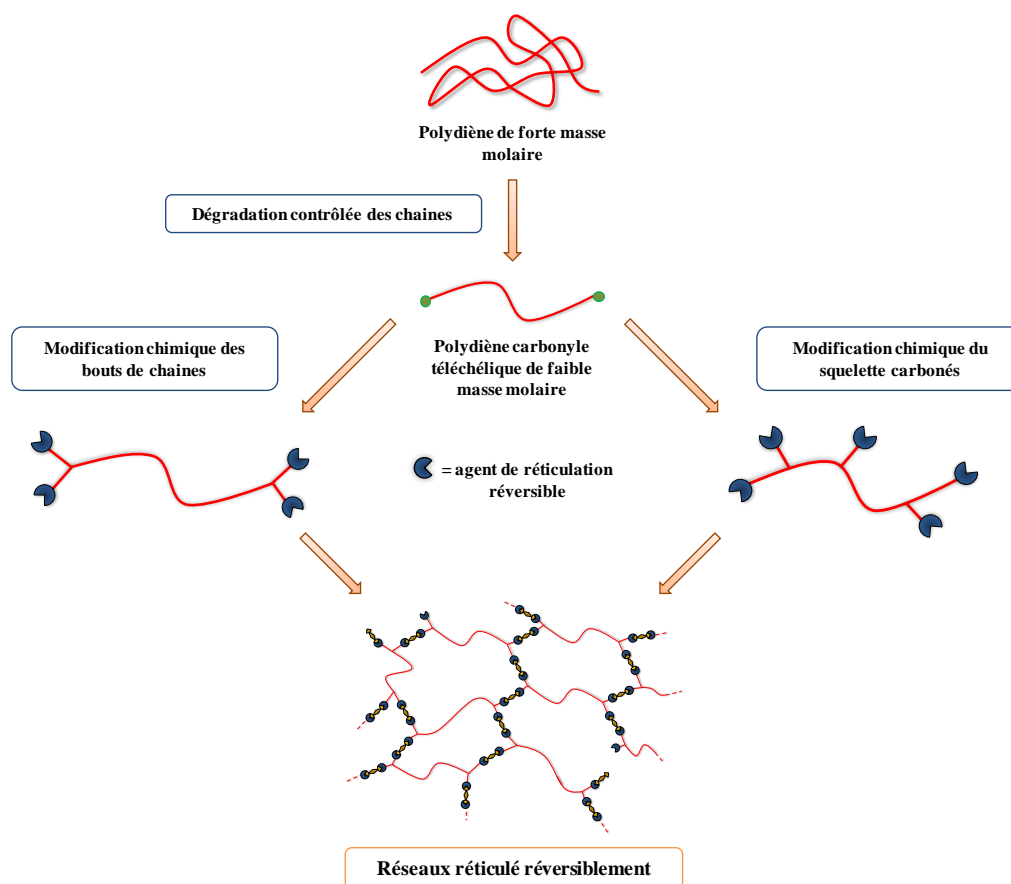 Polydiène de forte masse
molaire
Dégradation contrôlée des chaines
Polydiène carbonyle
téléchélique de faible
masse molaire
Modification chimique des
bouts de chaines
Modification chimique du
squelette carbonés
= agent de réticulation
réversible
Réseaux réticulé réversiblement